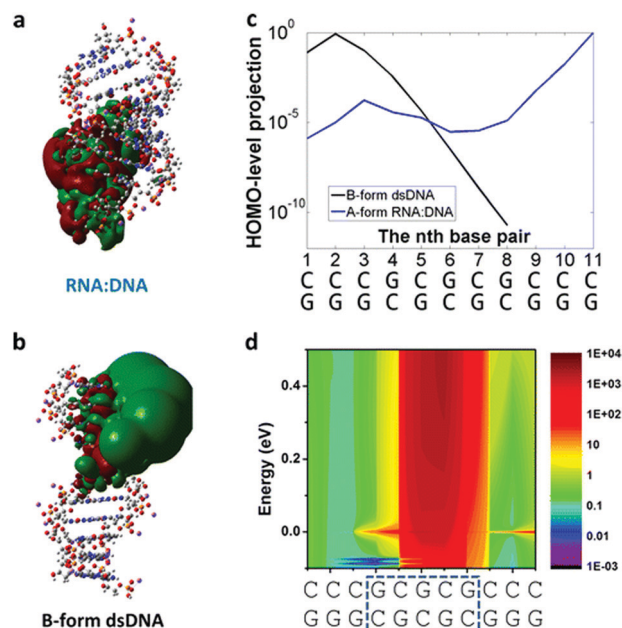 a
RNA:DNA
b
B-form dsDNA
c
HOMO-level projection
10^0
10^-5
10^-10
B-form dsDNA
A-form RNA:DNA
The nth base pair
1 2 3 4 5 6 7 8 9 10 11
C C C G C G C G C C C
G G G C G C G C G G G
d
Energy (eV)
0.4
0.2
0.0
1E+04
1E+03
1E+02
10
1
0.1
0.01
1E-03
C C C G C G C G C C C
G G G C G C G C G G G